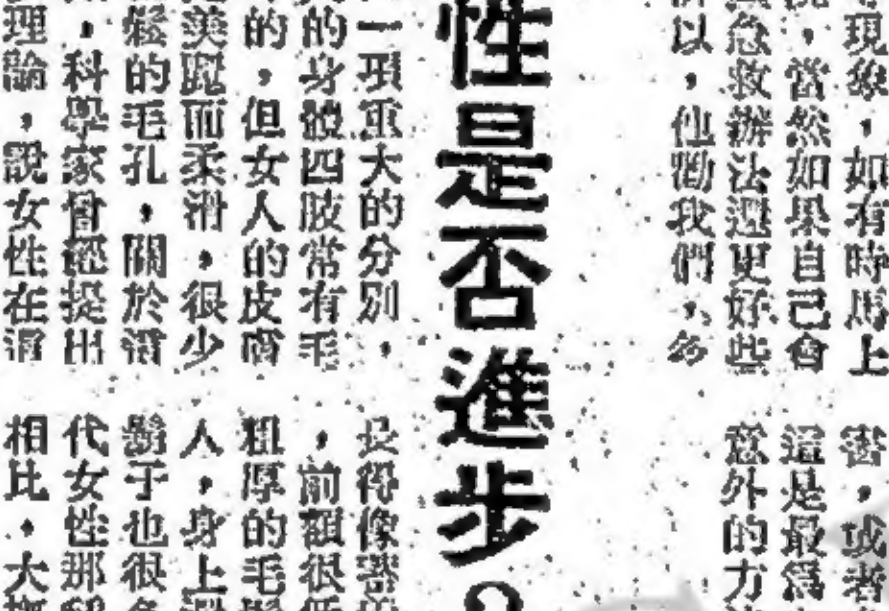 現象，如有時馬上
，當然如果自己會
急救辦法還更好些
以，他勸我們，多
害，或者
這是最爲
意外的方
性是否進步？
一項重大的分別，
的身體四肢常有毛
的，但女人的皮膚
美麗而柔滑，很少
髮的毛孔，關於這
，科學家曾經提出
理論，說女性在這
長得像
，前額很低
粗厚的毛髮
人，身上
鬍子也很多
代女性那
相比，大概